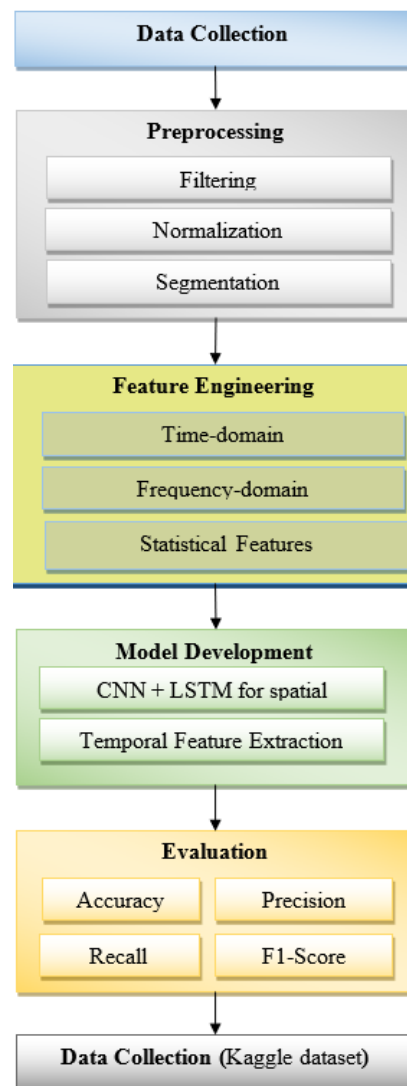 Data Collection
Preprocessing
Filtering
Normalization
Segmentation
Feature Engineering
Time-domain
Frequency-domain
Statistical Features
Model Development
CNN + LSTM for spatial
Temporal Feature Extraction
Evaluation
Accuracy
Precision
Recall
F1-Score
Data Collection (Kaggle dataset)